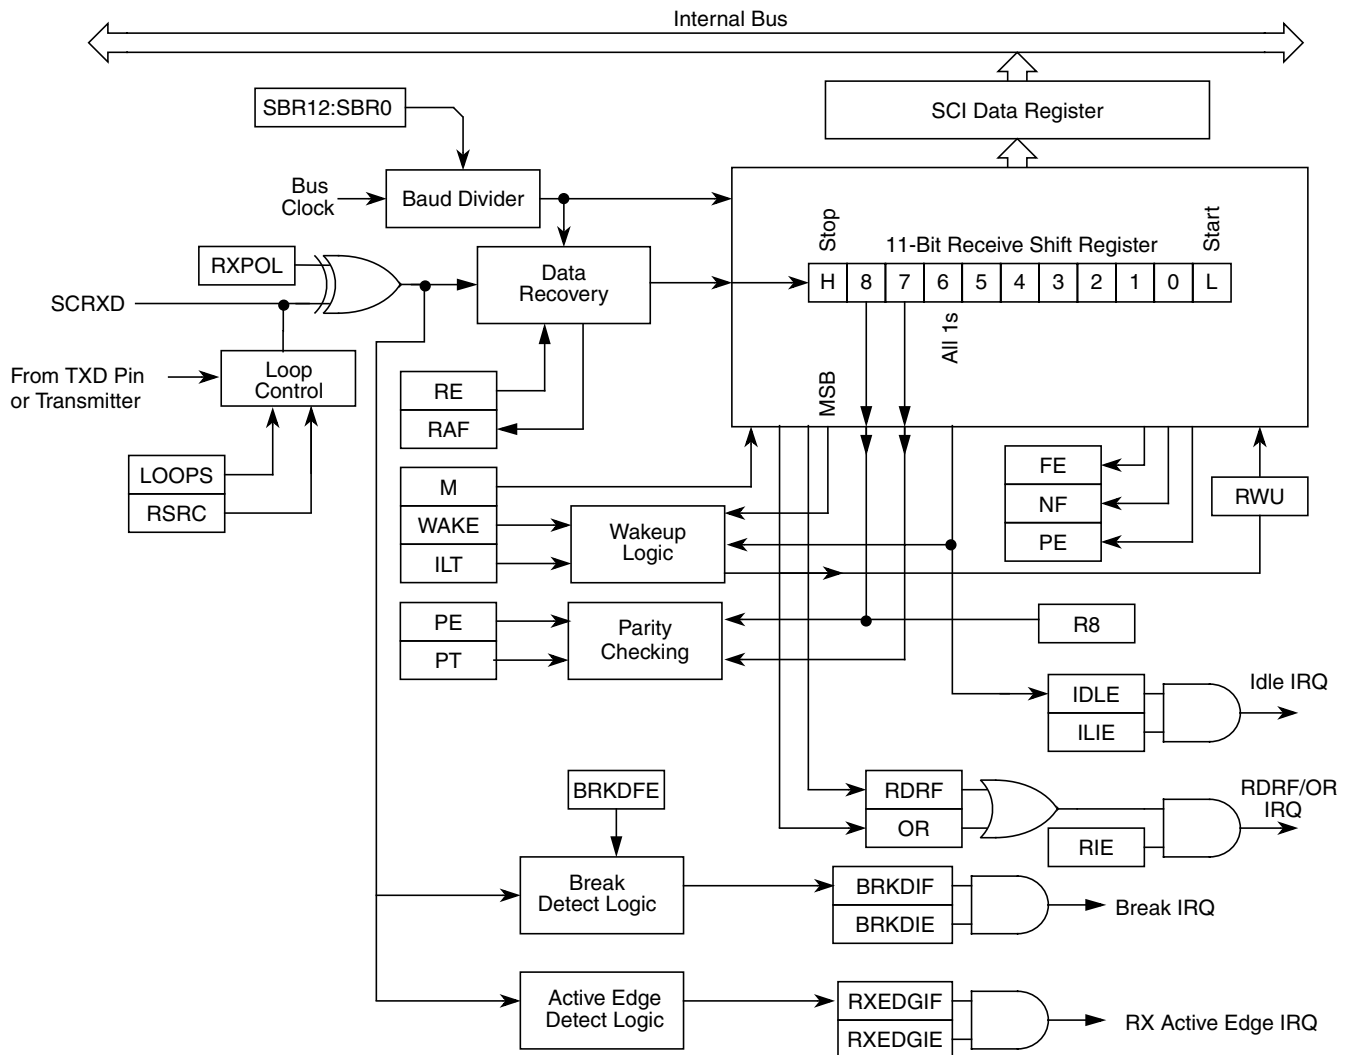 Internal Bus
SBR12:SBR0
SCI Data Register
Bus
Clock
Baud Divider
Stop
11-Bit Receive Shift Register
Start
RXPOL
Data
Recovery
H 8 7 6 5 4 3 2 1 0 L
SCRXD
All 1s
From TXD Pin
or Transmitter
Loop
Control
RE
RAF
MSB
LOOPS
RSRC
M
WAKE
ILT
Wakeup
Logic
FE
NF
PE
RWU
PE
PT
Parity
Checking
R8
IDLE
ILIE
Idle IRQ
BRKDFE
RDRF
OR
RIE
RDRF/OR
IRQ
Break
Detect Logic
BRKDIF
BRKDIE
Break IRQ
Active Edge
Detect Logic
RXEDGIF
RXEDGIE
RX Active Edge IRQ